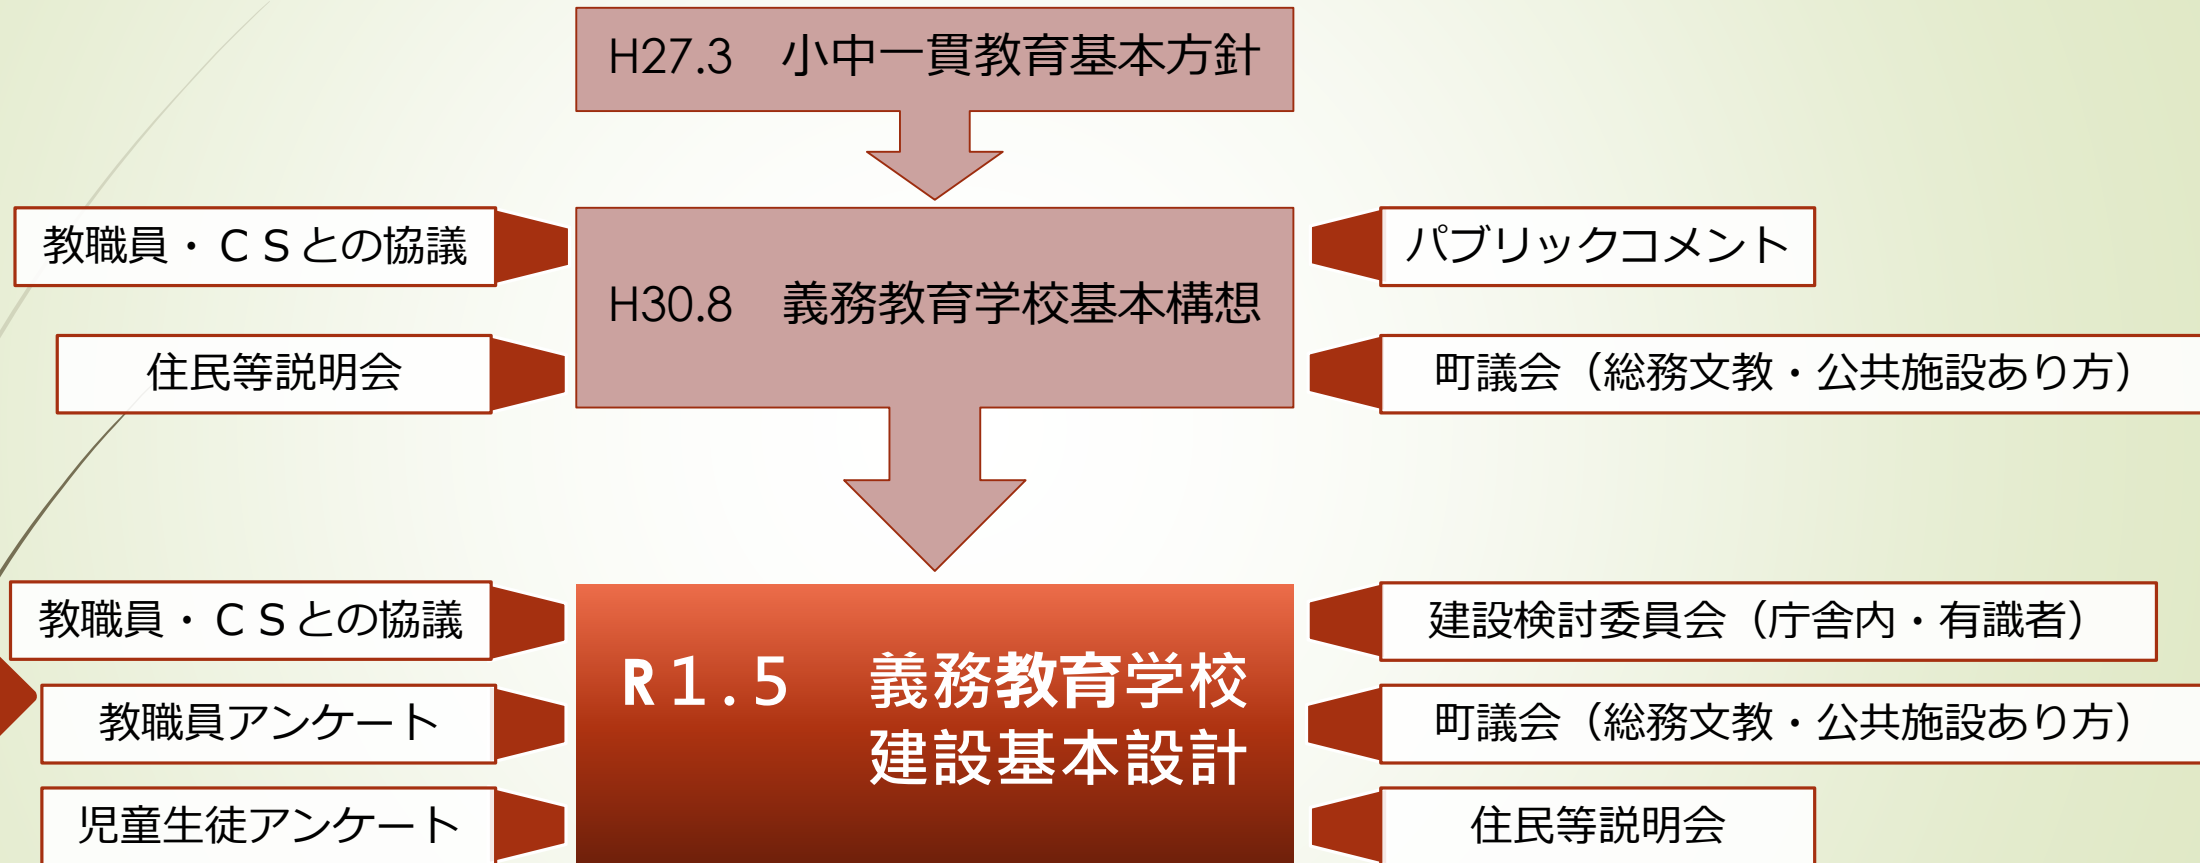 H27.3　小中一貫教育基本方針
教職員・ＣＳとの協議
パブリックコメント
H30.8　義務教育学校基本構想
住民等説明会
町議会（総務文教・公共施設あり方）
教職員・ＣＳとの協議
建設検討委員会（庁舎内・有識者）
Ｒ１.５　義務教育学校
建設基本設計
教職員アンケート
町議会（総務文教・公共施設あり方）
児童生徒アンケート
住民等説明会